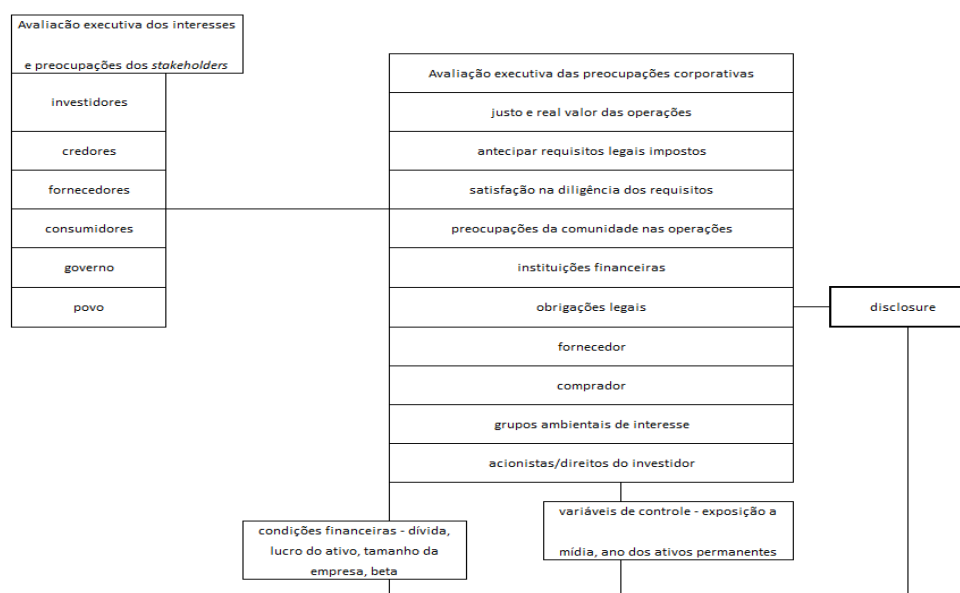 Avaliacão executiva dos interesses
e preocupações dos stakeholders
investidores
credores
fornecedores
consumidores
governo
povo
Avaliação executiva das preocupações corporativas
justo e real valor das operações
antecipar requisitos legais impostos
satisfação na diligência dos requisitos
preocupações da comunidade nas operações
instituições financeiras
obrigações legais
fornecedor
comprador
grupos ambientais de interesse
acionistas/direitos do investidor
disclosure
condições financeiras - dívida,
lucro do ativo, tamanho da
empresa, beta
variáveis de controle - exposição a
mídia, ano dos ativos permanentes